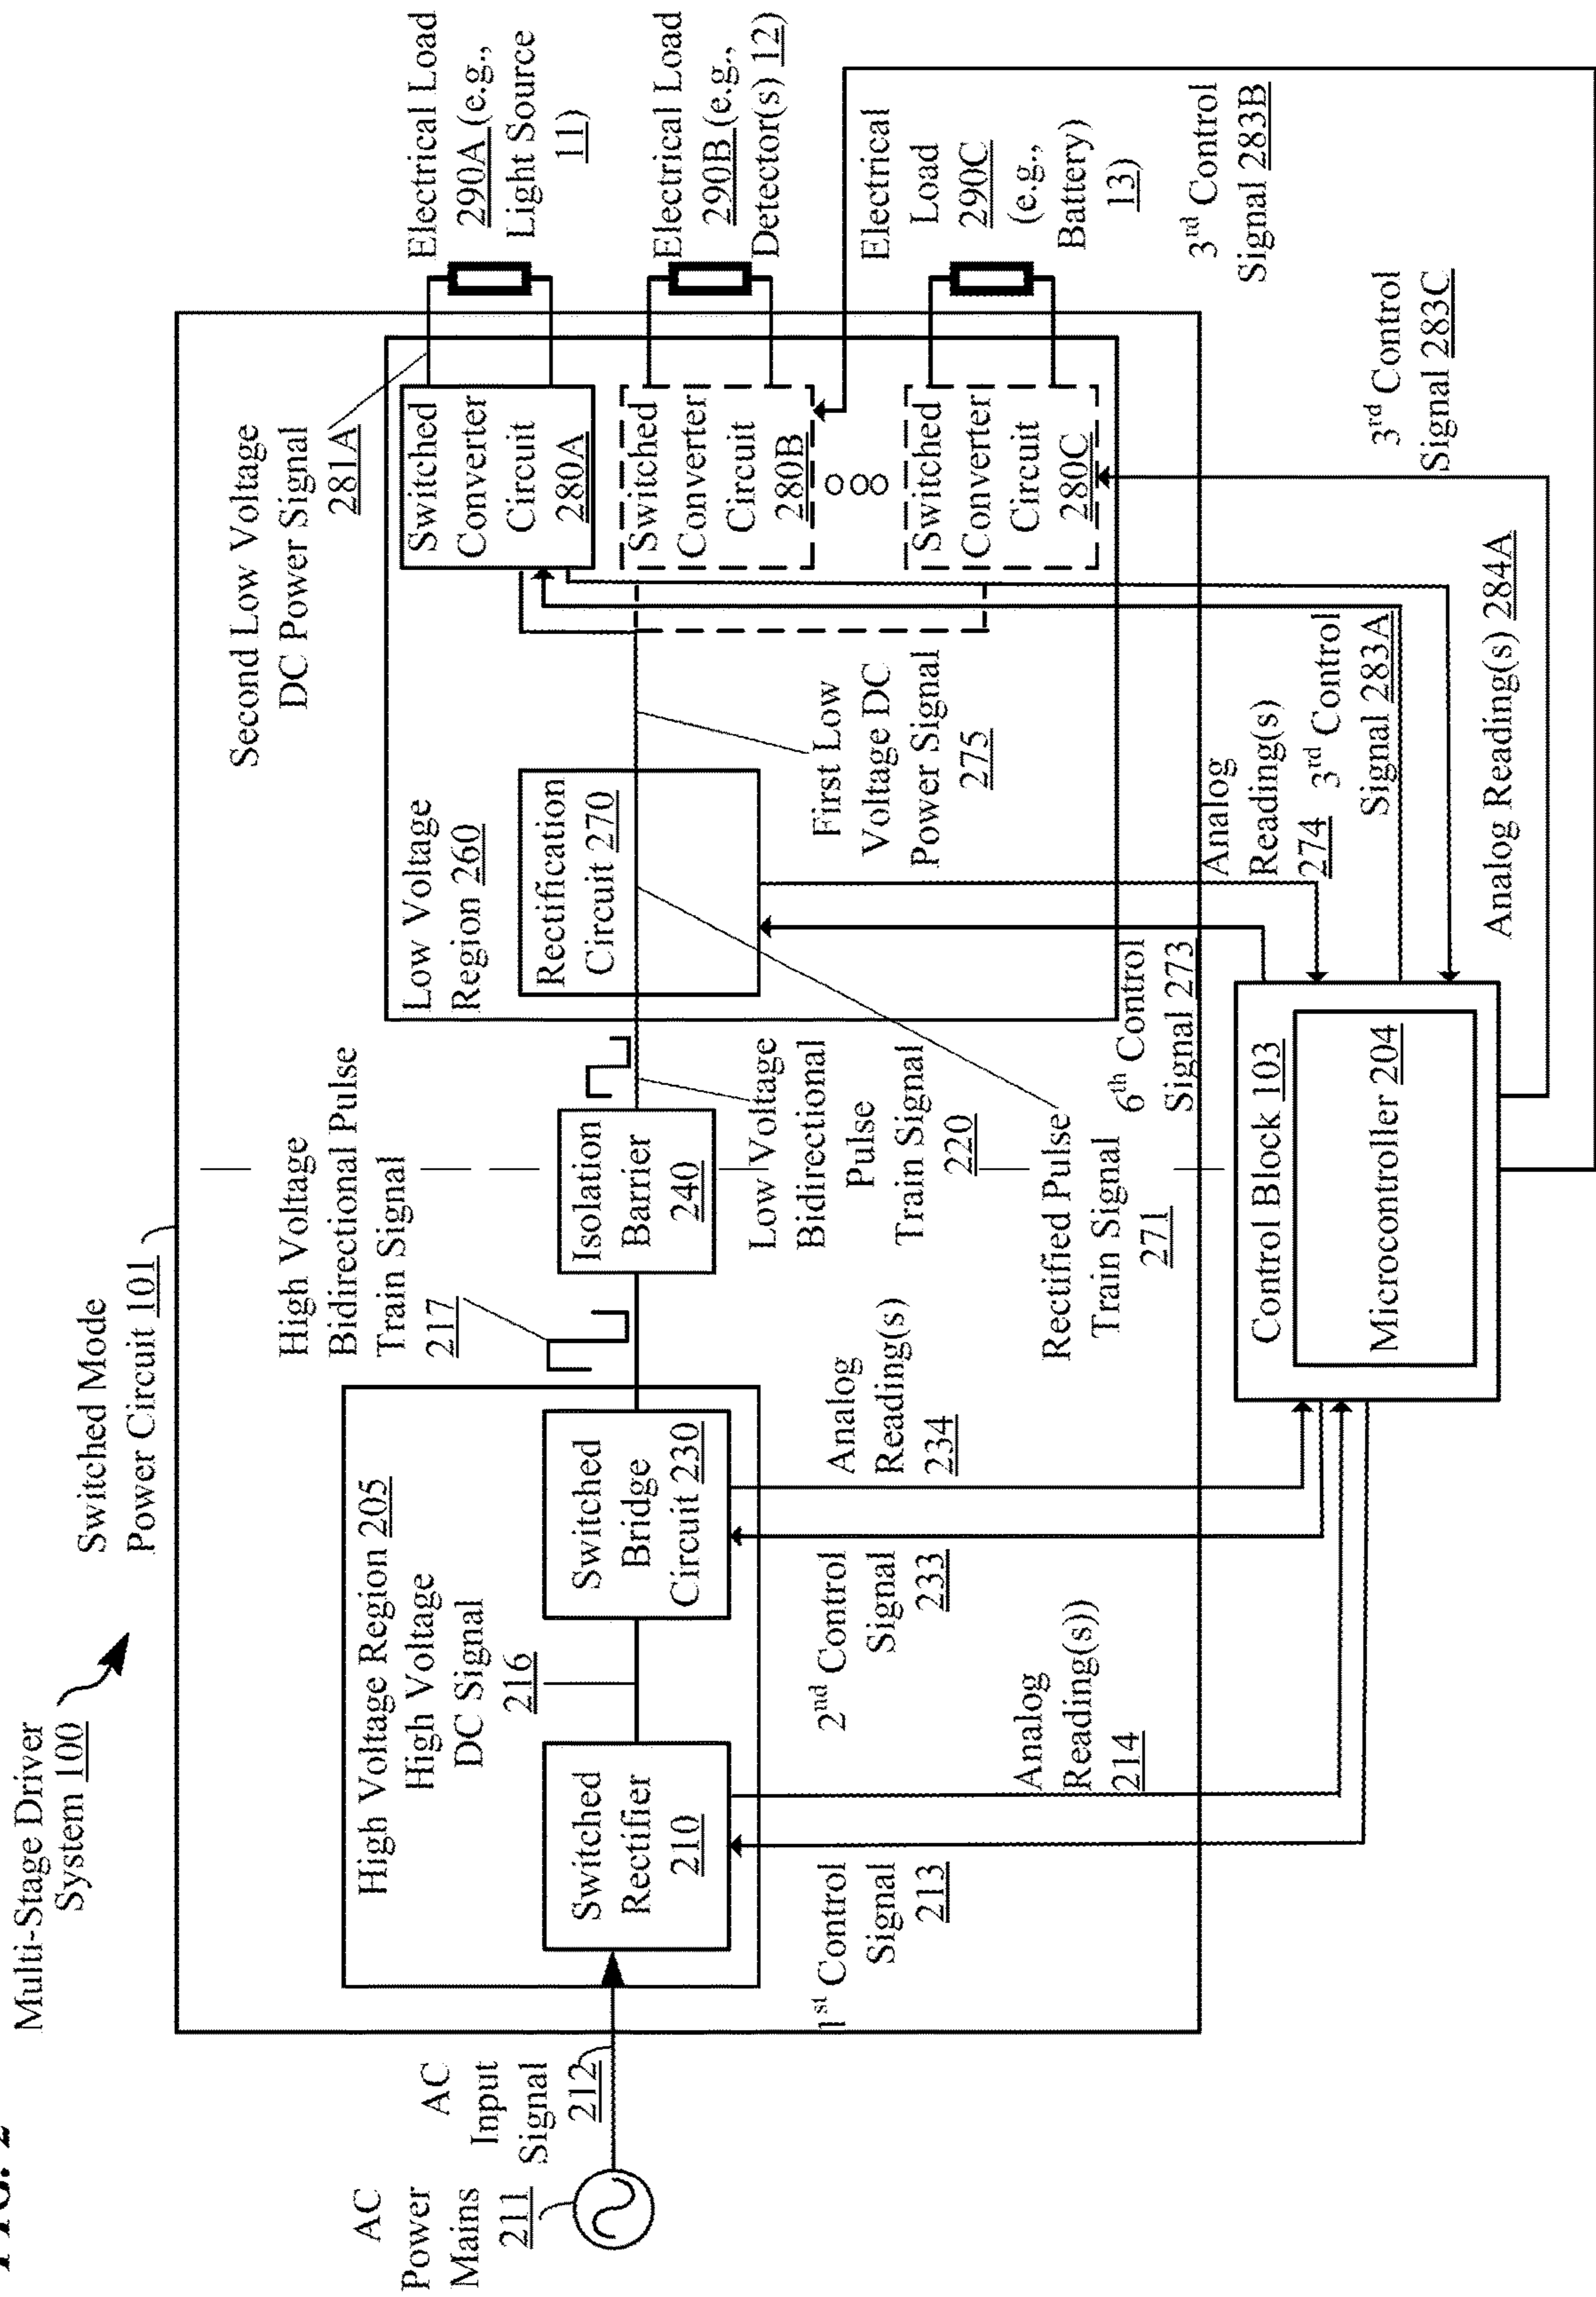 FIG. 2
Multi-Stage Driver
System 100
Switched Mode
Power Circuit 101
AC
Power
Mains
211
AC
Input
Signal
212
High Voltage Region 205
High Voltage
DC Signal
216
Switched
Rectifier
210
Switched
Bridge
Circuit 230
High Voltage
Bidirectional Pulse
Train Signal
217
Isolation
Barrier
240
Low Voltage
Bidirectional
Pulse
Train Signal
220
Low Voltage
Region 260
Rectification
Circuit 270
Rectified Pulse
Train Signal
271
First Low
Voltage DC
Power Signal
275
Second Low Voltage
DC Power Signal
281A
Switched
Converter
Circuit
280A
Switched
Converter
Circuit
280B
Switched
Converter
Circuit
280C
Electrical Load
290A (e.g.,
Light Source
11)
Electrical Load
290B (e.g.,
Detector(s) 12)
Electrical
Load
290C
(e.g.,
Battery)
13)
1st Control
Signal
213
Analog
Reading(s))
214
2nd Control
Signal
233
Analog
Reading(s)
234
6th Control
Signal 273
Analog
Reading(s)
274
3rd Control
Signal 283A
Analog Reading(s) 284A
3rd Control
Signal 283B
3rd Control
Signal 283C
Control Block 103
Microcontroller 204